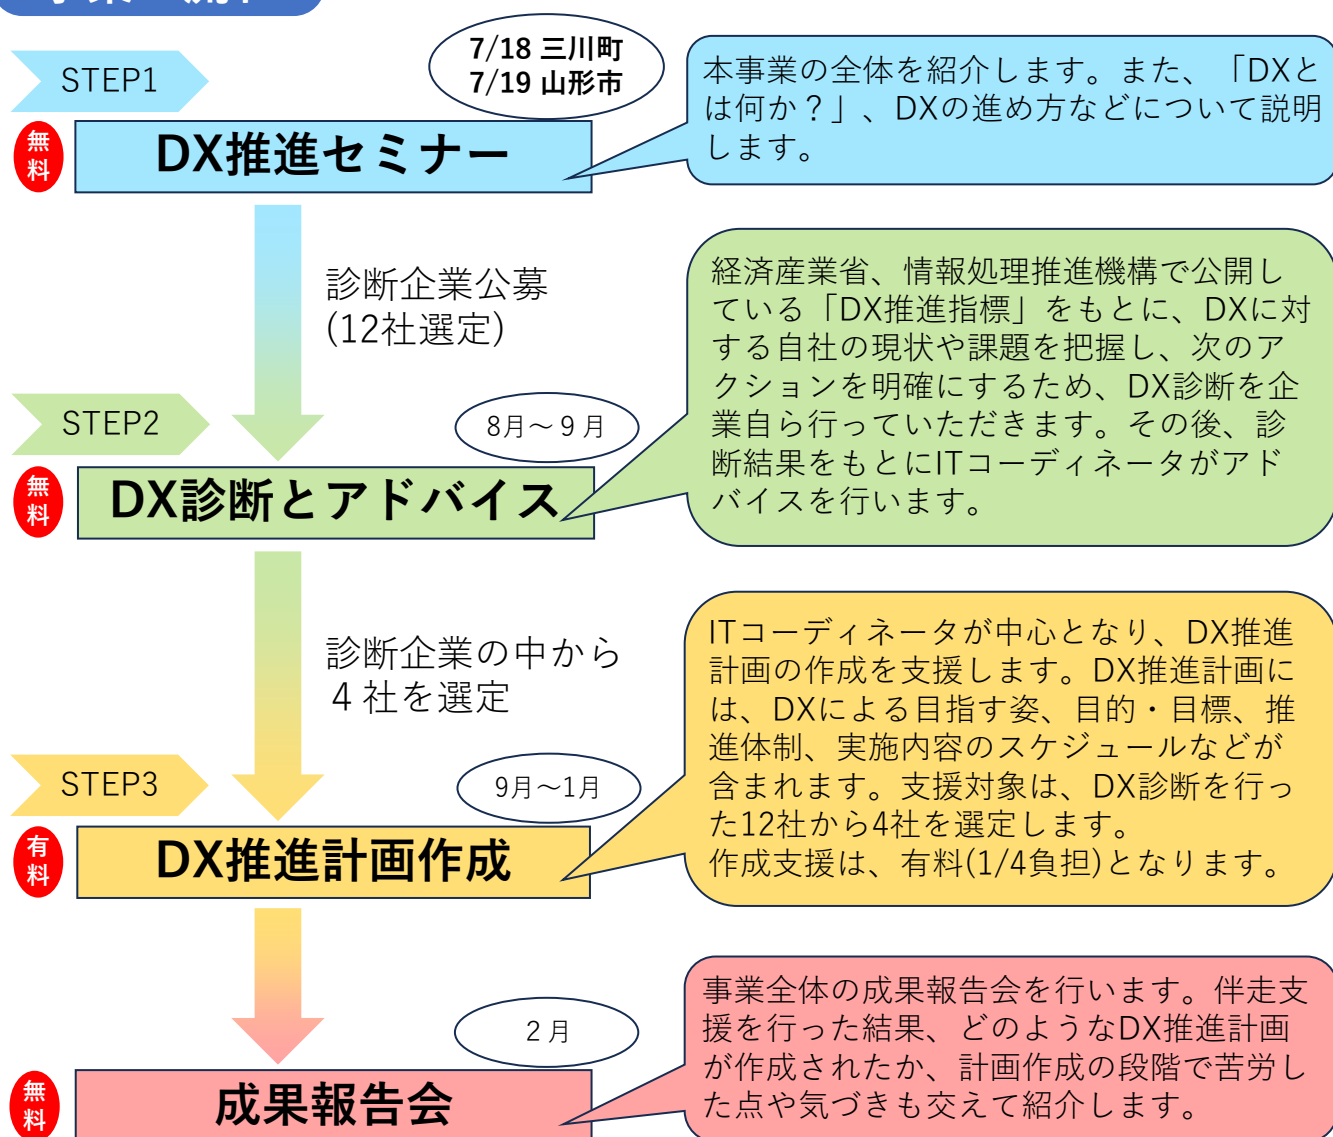 STEP1
7/18 三川町
7/19 山形市
無料
DX推進セミナー
本事業の全体を紹介します。また、「DXと
は何か？」、DXの進め方などについて説明
します。
診断企業公募
(12社選定)
STEP2
8月～９月
無料
DX診断とアドバイス
経済産業省、情報処理推進機構で公開し
ている「DX推進指標」をもとに、DXに対
する自社の現状や課題を把握し、次のア
クションを明確にするため、DX診断を企
業自ら行っていただきます。その後、診
断結果をもとにITコーディネータがアド
バイスを行います。
診断企業の中から
４社を選定
STEP3
9月～1月
有料
DX推進計画作成
ITコーディネータが中心となり、DX推進
計画の作成を支援します。DX推進計画に
は、DXによる目指す姿、目的・目標、推
進体制、実施内容のスケジュールなどが
含まれます。支援対象は、DX診断を行っ
た12社から4社を選定します。
作成支援は、有料(1/4負担)となります。
２月
無料
成果報告会
事業全体の成果報告会を行います。伴走支
援を行った結果、どのようなDX推進計画
が作成されたか、計画作成の段階で苦労し
た点や気づきも交えて紹介します。